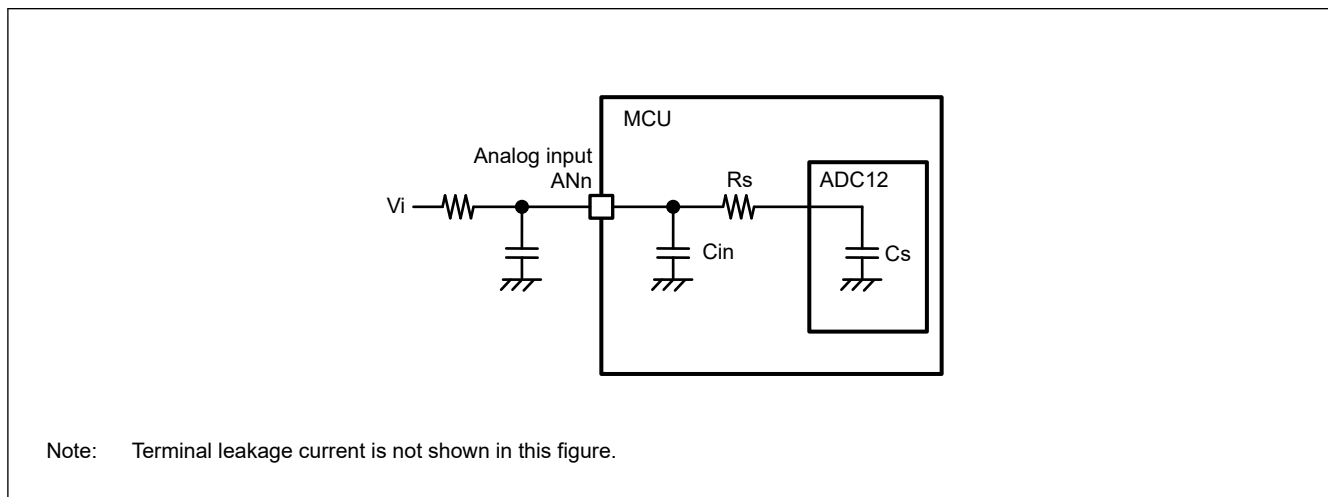 MCU
Analog input
ANn
Rs
ADC12
Vi
Cin
Cs
Note: Terminal leakage current is not shown in this figure.